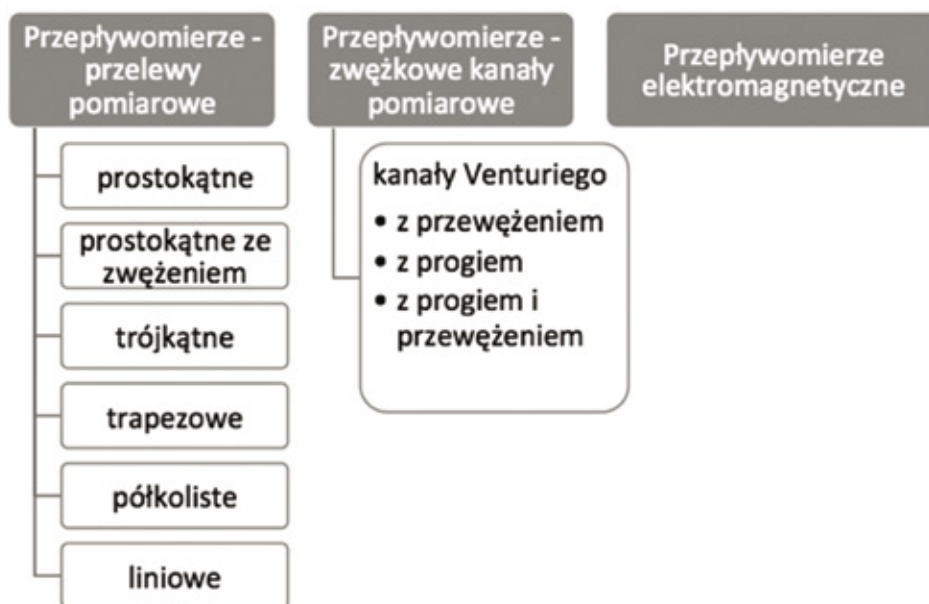 Przepływomierze -
przelewy
pomiarowe
prostokątne
prostokątne ze
zwężeniem
trójkątne
trapezowe
półkoliste
liniowe
Przepływomierze -
zwężkowe kanały
pomiarowe
kanały Venturiego
• z przewężeniem
• z progiem
• z progiem i
przewężeniem
Przepływomierze
elektromagnetyczne